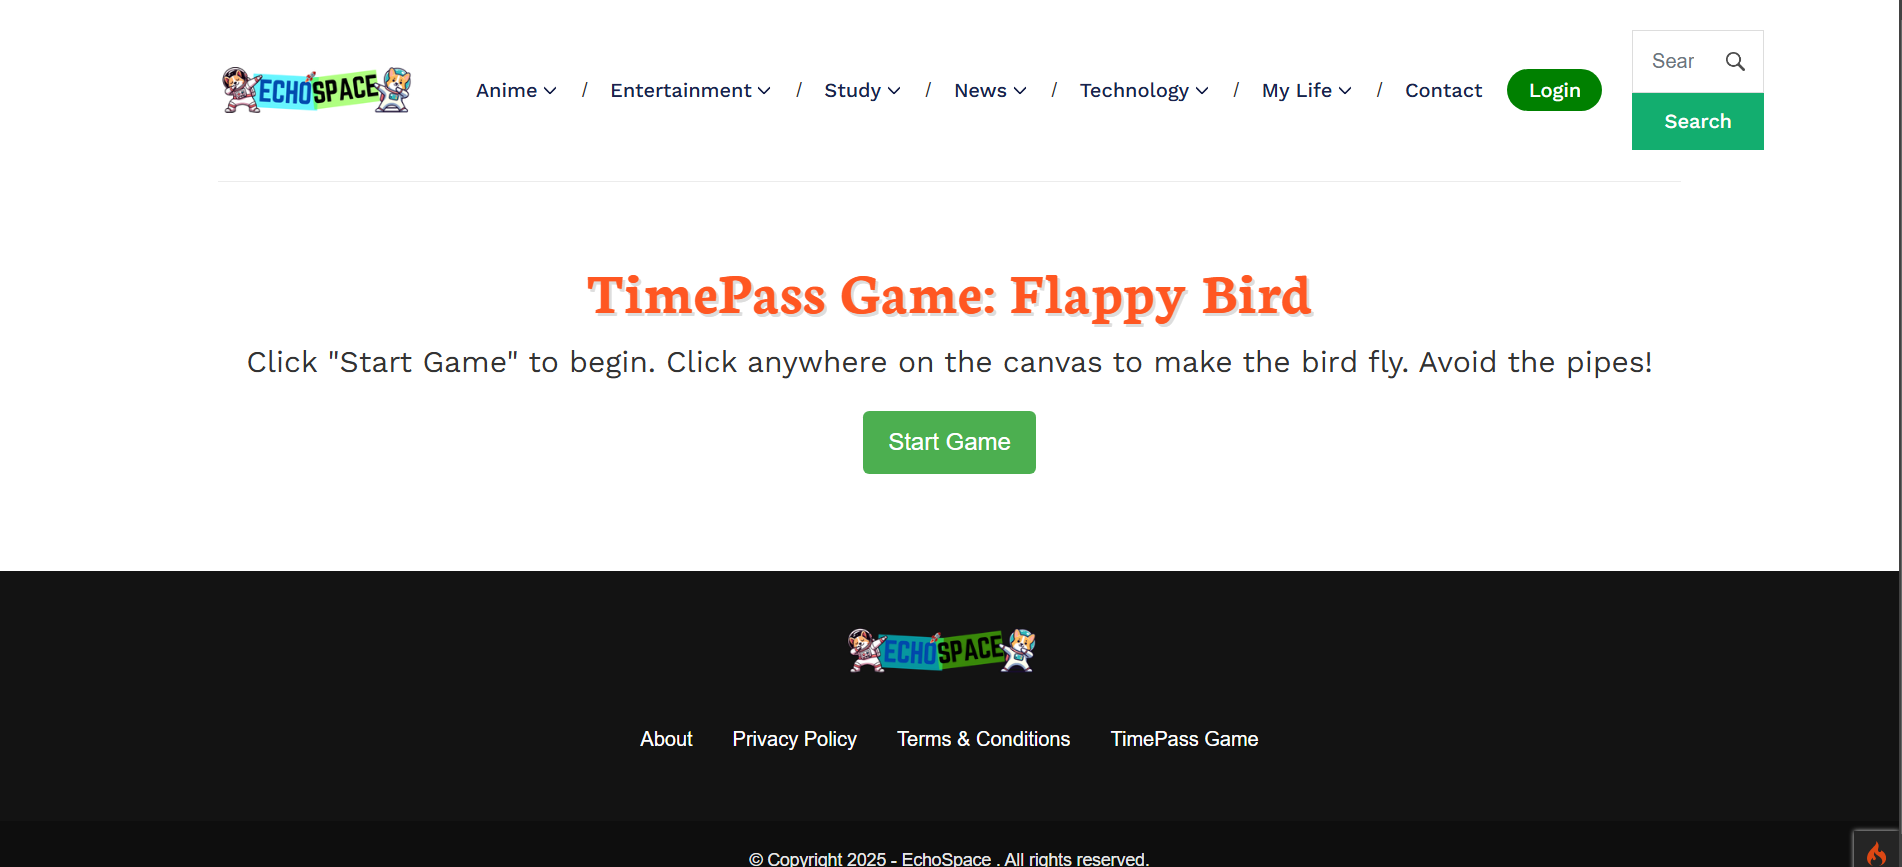 ECHOSPACE
Anime / Entertainment / Study / News / Technology / My Life / Contact Login
Sear
Search
TimePass Game: Flappy Bird
Click "Start Game" to begin. Click anywhere on the canvas to make the bird fly. Avoid the pipes!
Start Game
ECHOSPACE
About Privacy Policy Terms & Conditions TimePass Game
© Copyright 2025 - EchoSpace . All rights reserved.